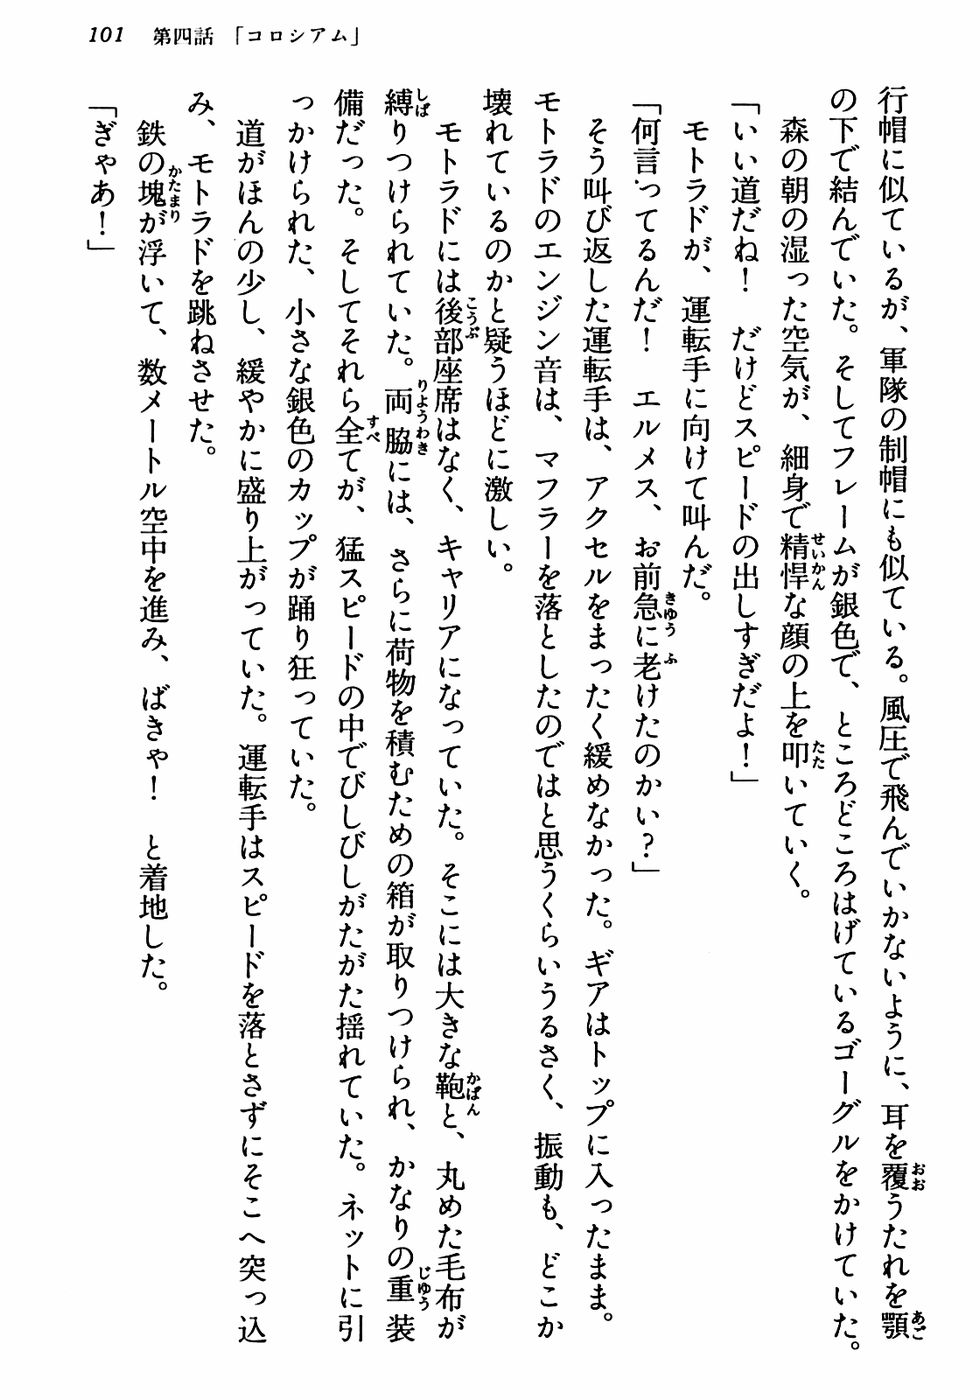 101 第四話 「コロシアム」
行帽に似ているが、軍隊の制帽にも似ている。風圧で飛んでいかないように、耳を覆うたれを顎
の下で結んでいた。そしてフレームが銀色で、ところどころはげているゴーグルをかけていた。
　森の朝の湿った空気が、細身で精悍な顔の上を叩いていく。
「いい道だね！　だけどスピードの出しすぎだよ！」
　モトラドが、運転手に向けて叫んだ。
「何言ってるんだ！　エルメス、お前急に老けたのかい？」
　そう叫び返した運転手は、アクセルをまったく緩めなかった。ギアはトップに入ったまま。
モトラドのエンジン音は、マフラーを落としたのではと思うくらいうるさく、振動も、どこか
壊れているのかと疑うほどに激しい。
　モトラドには後部座席はなく、キャリアになっていた。そこには大きな鞄と、丸めた毛布が
縛りつけられていた。両脇には、さらに荷物を積むための箱が取りつけられ、かなりの重装
備だった。そしてそれら全てが、猛スピードの中でびしびしがたがた揺れていた。ネットに引
っかけられた、小さな銀色のカップが踊り狂っていた。
　道がほんの少し、緩やかに盛り上がっていた。運転手はスピードを落とさずにそこへ突っ込
み、モトラドを跳ねさせた。
　鉄の塊が浮いて、数メートル空中を進み、ばきゃ！　と着地した。
「ぎゃあ！」